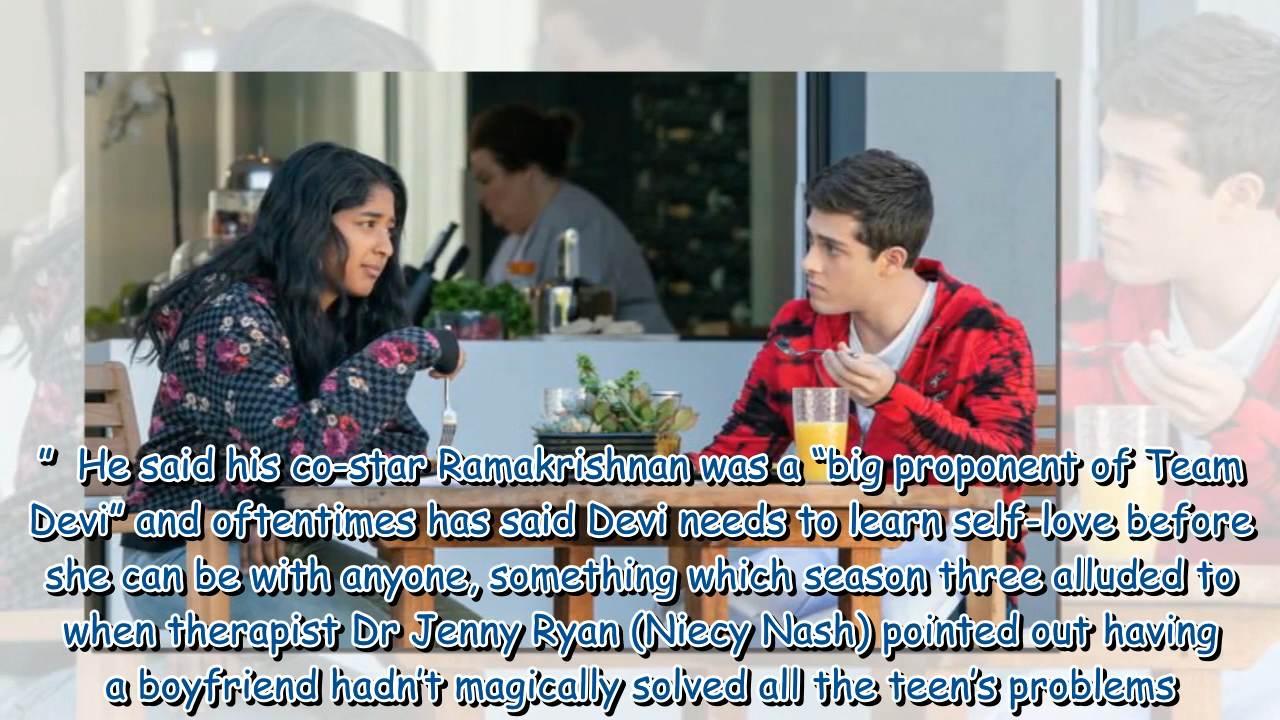 ”  He said his co-star Ramakrishnan was a “big proponent of Team
Devi” and oftentimes has said Devi needs to learn self-love before
she can be with anyone, something which season three alluded to
when therapist Dr Jenny Ryan (Niecy Nash) pointed out having
a boyfriend hadn’t magically solved all the teen’s problems